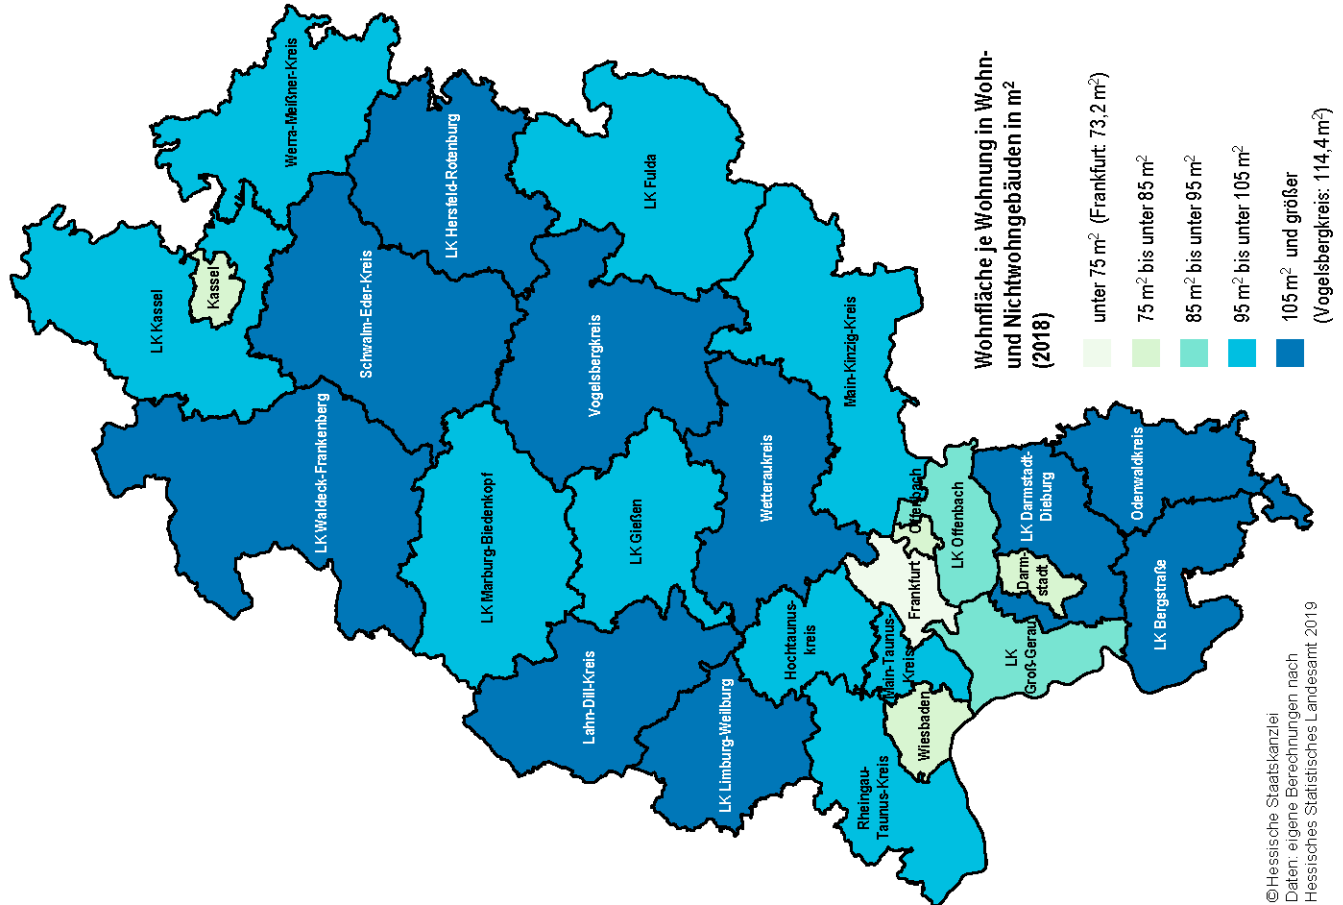 Werra-Meißner-Kreis
LK Kassel
Kassel
LK Hersfeld-Rotenburg
Schwalm-Eder-Kreis
LK Waldeck-Frankenberg
LK Fulda
Vogelsbergkreis
LK Marburg-Biedenkopf
LK Gießen
Lahn-Dill-Kreis
Main-Kinzig-Kreis
Wetteraukreis
Hochtaunus-
kreis
LK Limburg-Weilburg
Rheingau-
Taunus-Kreis
Main-Taunus-
Kreis
Wiesbaden
Frankfurt
Offenbach
LK Offenbach
LK
Groß-Gerau
Darm-
stadt
LK Darmstadt-
Dieburg
Odenwaldkreis
LK Bergstraße
Wohnfläche je Wohnung in Wohn-
und Nichtwohngebäuden in m²
(2018)
unter 75 m² (Frankfurt: 73,2 m²)
75 m² bis unter 85 m²
85 m² bis unter 95 m²
95 m² bis unter 105 m²
105 m² und größer
(Vogelsbergkreis: 114,4 m²)
©Hessische Staatskanzlei
Daten: eigene Berechnungen nach
Hessisches Statistisches Landesamt 2019